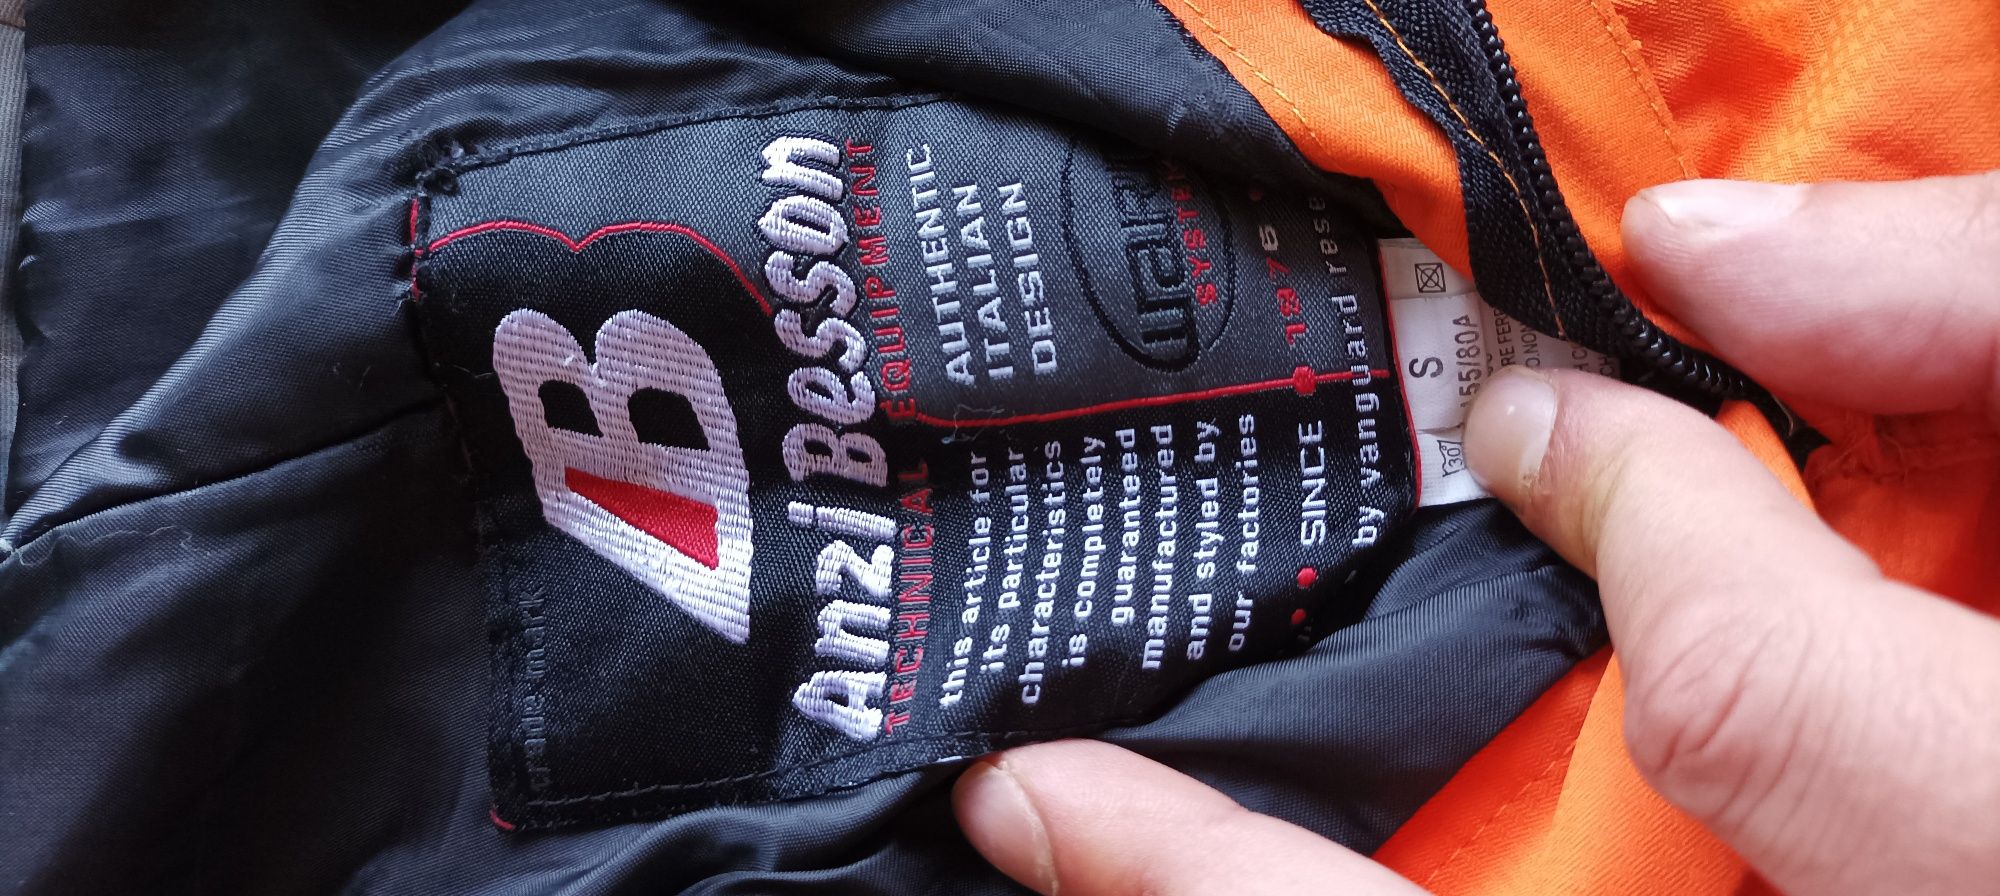 B
Anzi Besson
TECHNICAL EQUIPMENT
this article for
its particular
characteristics
is completely
guaranteed
manufactured
and styled by
our factories
AUTHENTIC
ITALIAN
DESIGN
SYSTEM
SINCE 1876
by vanguard
S
155/80A
30